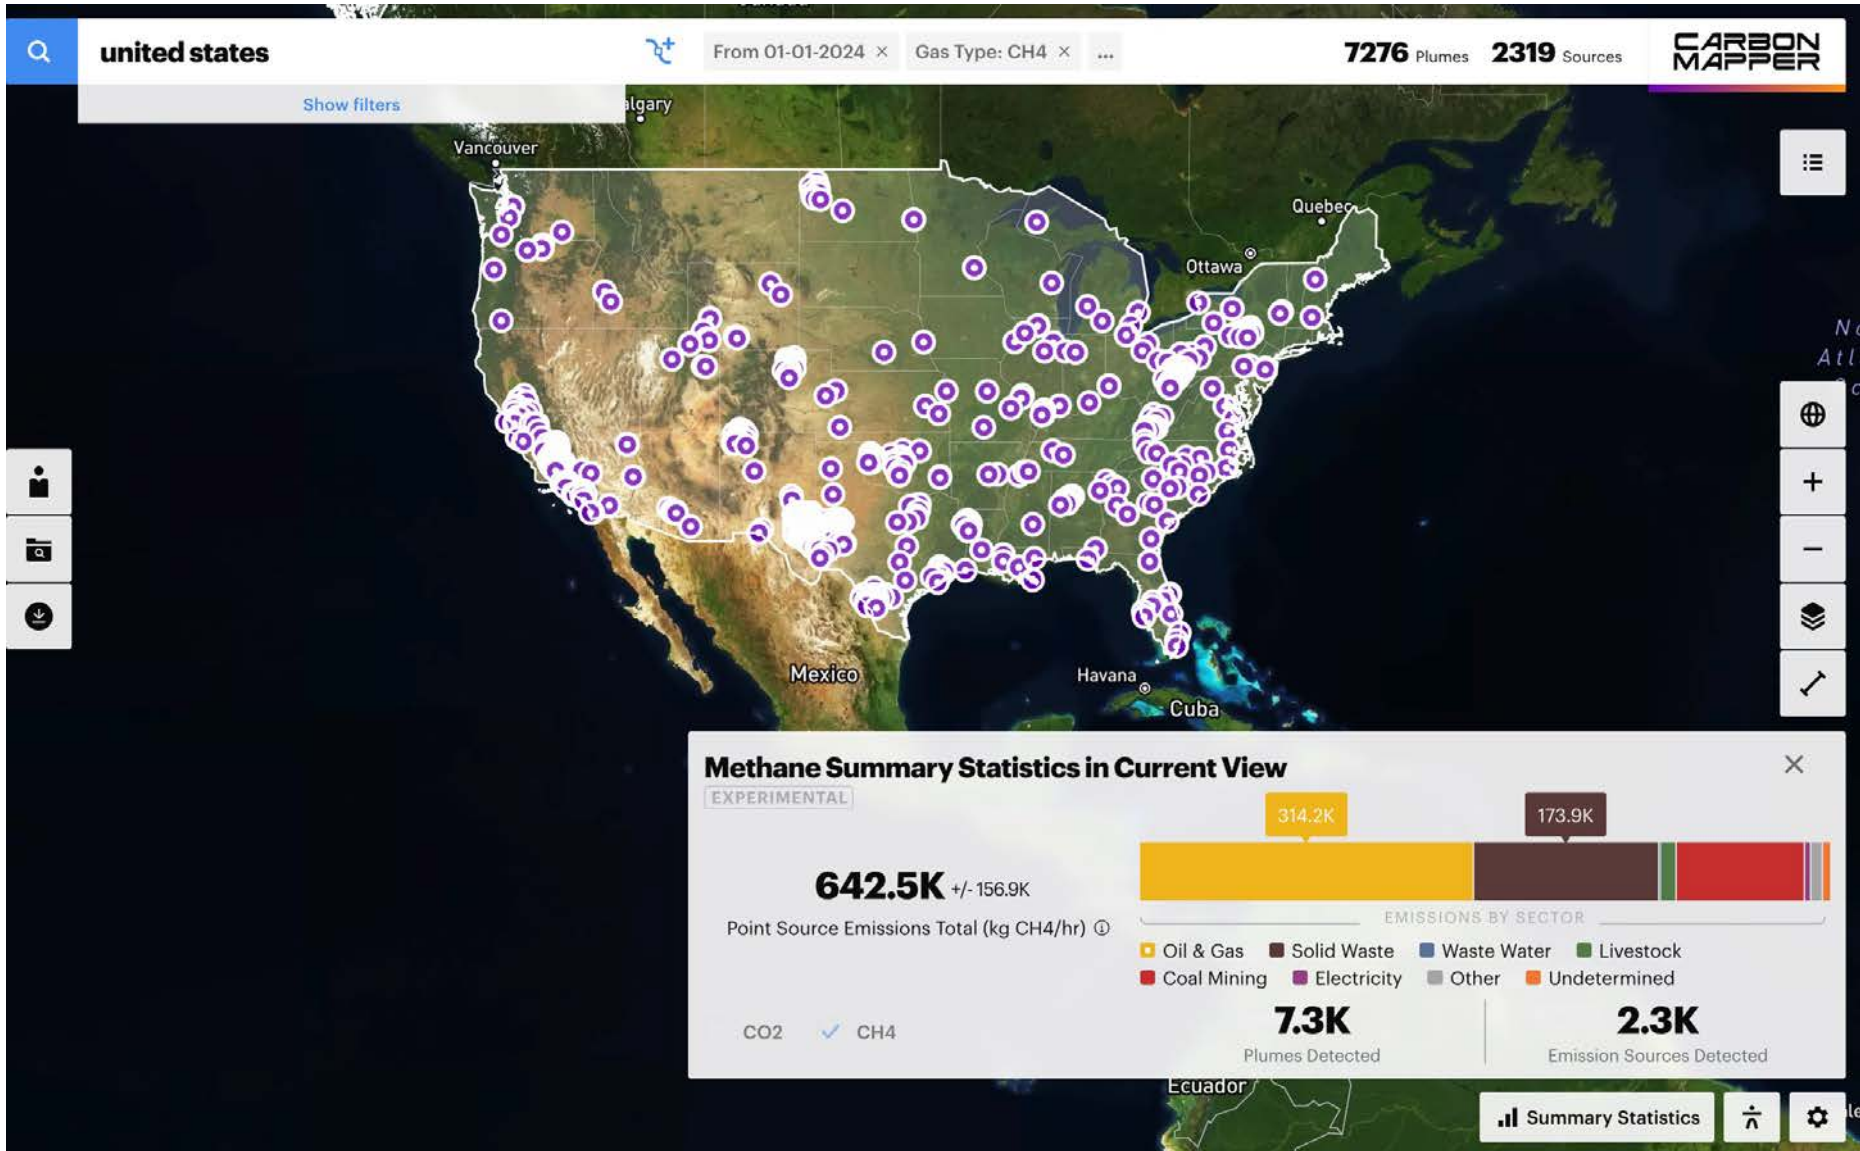 united states
From 01-01-2024 ×
Gas Type: CH4 ×
...
7276 Plumes 2319 Sources
CARBON
MAPPER
Show filters
algary
Vancouver
Quebec
Ottawa
Mexico
Havana
Cuba
Methane Summary Statistics in Current View
EXPERIMENTAL
314.2K
173.9K
642.5K +/- 156.9K
Point Source Emissions Total (kg CH4/hr)
EMISSIONS BY SECTOR
Oil & Gas Solid Waste Waste Water Livestock
Coal Mining Electricity Other Undetermined
CO2 CH4
7.3K
Plumes Detected
2.3K
Emission Sources Detected
Ecuador
Summary Statistics